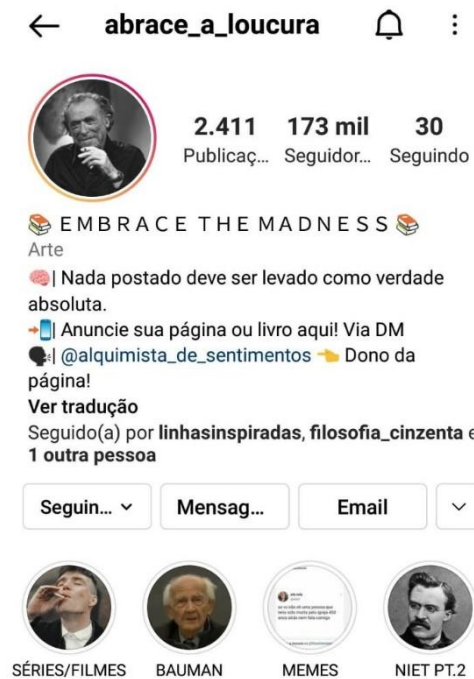 abrace_a_loucura
2.411 173 mil 30
Publicaç... Seguidor... Seguindo
📚 EMBRACE THE MADNESS 📚
Arte
🧠| Nada postado deve ser levado como verdade
absoluta.
📲| Anuncie sua página ou livro aqui! Via DM
🗣| @alquimista_de_sentimentos 👈 Dono da
página!
Ver tradução
Seguido(a) por linhasinspiradas, filosofia_cinzenta e
1 outra pessoa
Seguin... Mensag... Email
SÉRIES/FILMES BAUMAN MEMES NIET PT.2